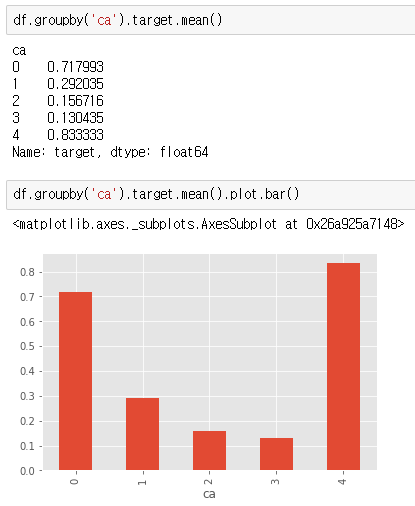 df.groupby('ca').target.mean()
ca
0    0.717993
1    0.292035
2    0.156716
3    0.130435
4    0.833333
Name: target, dtype: float64
df.groupby('ca').target.mean().plot.bar()
<matplotlib.axes._subplots.AxesSubplot at 0x26a925a7148>
0.8
0.7
0.6
0.5
0.4
0.3
0.2
0.1
0.0
0 1 2 3 4
ca